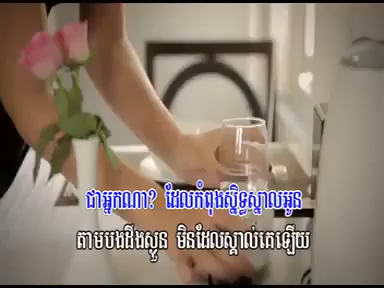 ជាអ្នកណា? ដែលកំពុងស្និទ្ធស្នាលអូន
តាមបងដឹងស្ងួន មិនដែលស្គាល់គេឡើយ